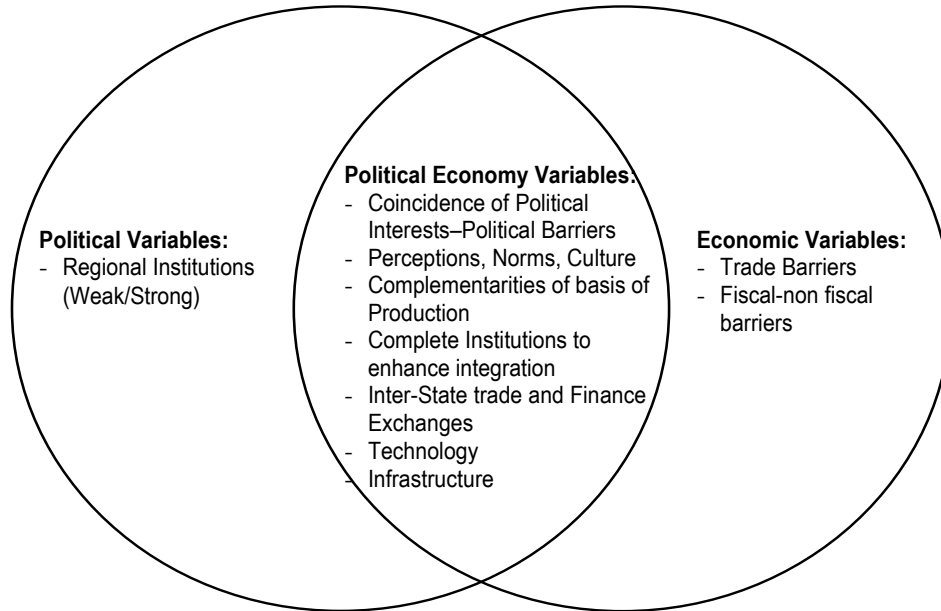 Political Variables:
- Regional Institutions
(Weak/Strong)
Political Economy Variables:
- Coincidence of Political
Interests–Political Barriers
- Perceptions, Norms, Culture
- Complementarities of basis of
Production
- Complete Institutions to
enhance integration
- Inter-State trade and Finance
Exchanges
- Technology
- Infrastructure
Economic Variables:
- Trade Barriers
- Fiscal-non fiscal
barriers